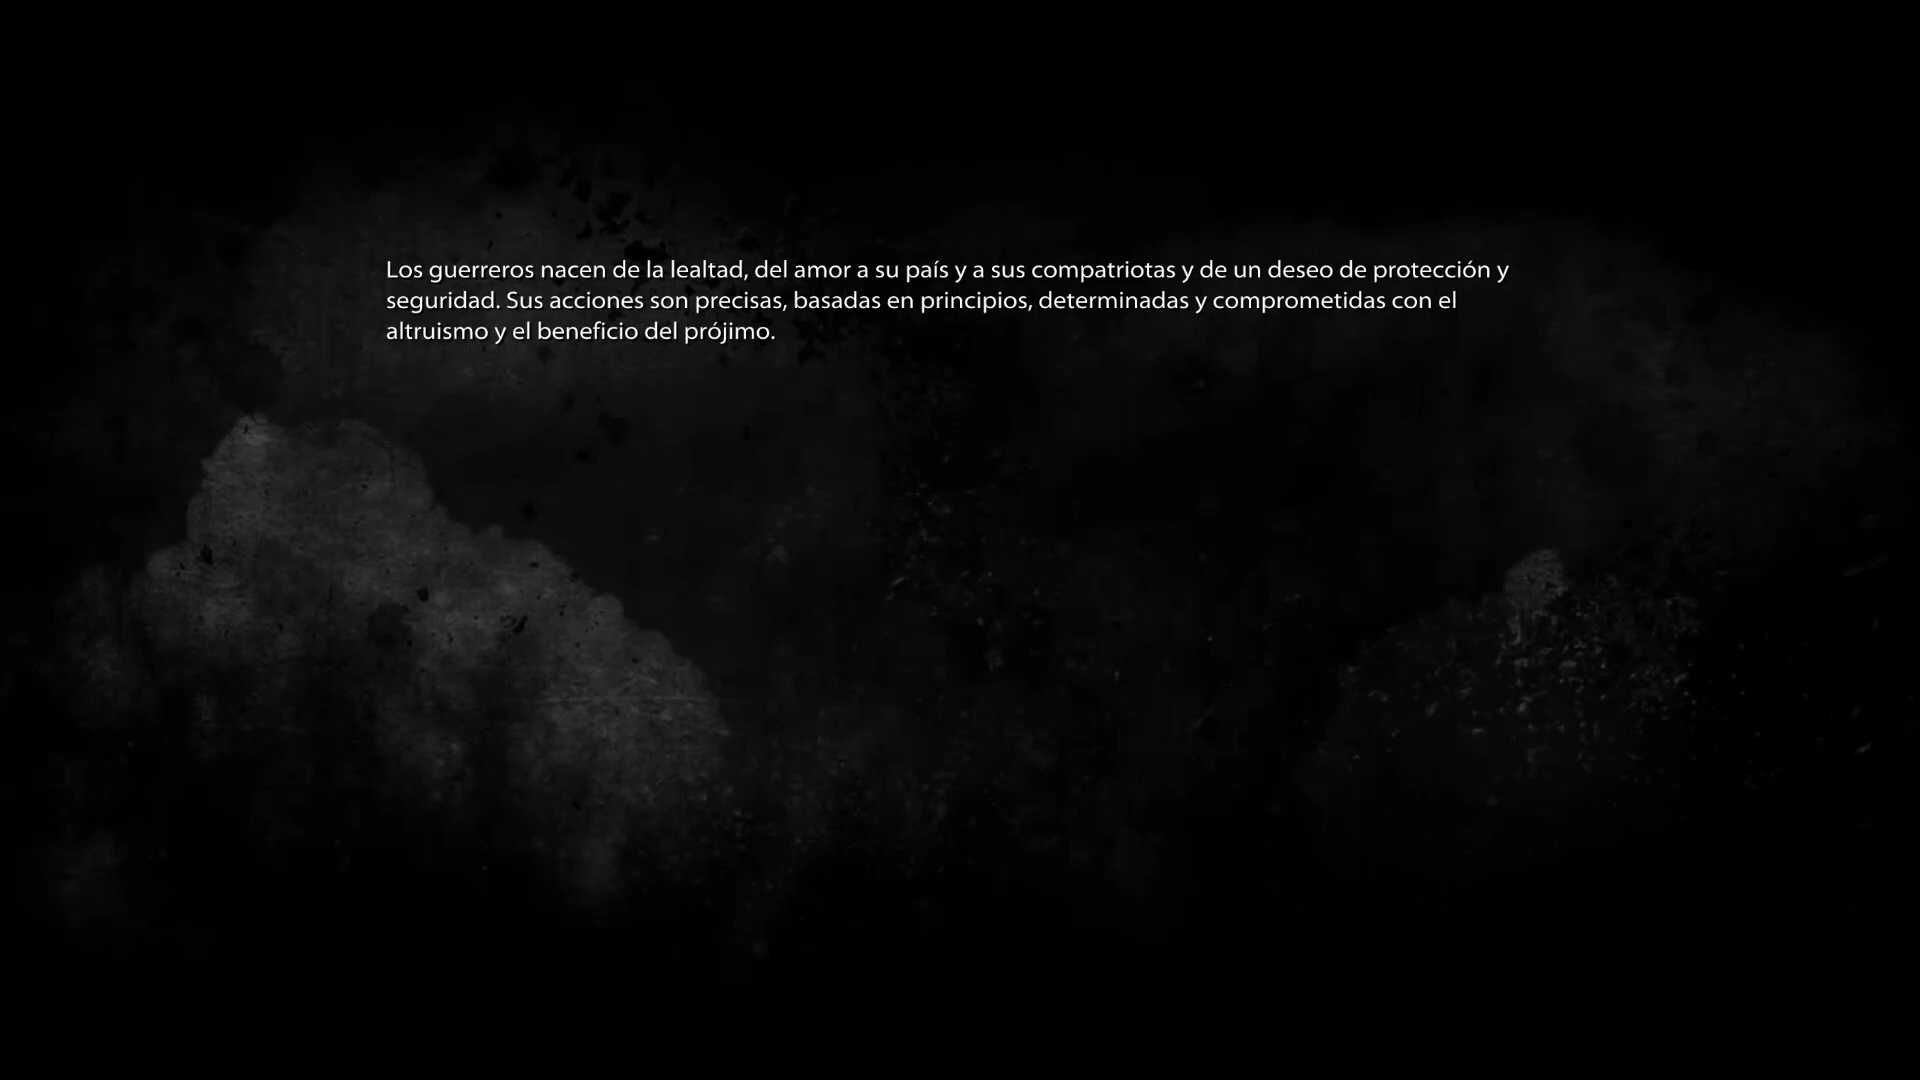 Los guerreros nacen de la lealtad, del amor a su país y a sus compatriotas y de un deseo de protección y
seguridad. Sus acciones son precisas, basadas en principios, determinadas y comprometidas con el
altruismo y el beneficio del prójimo.